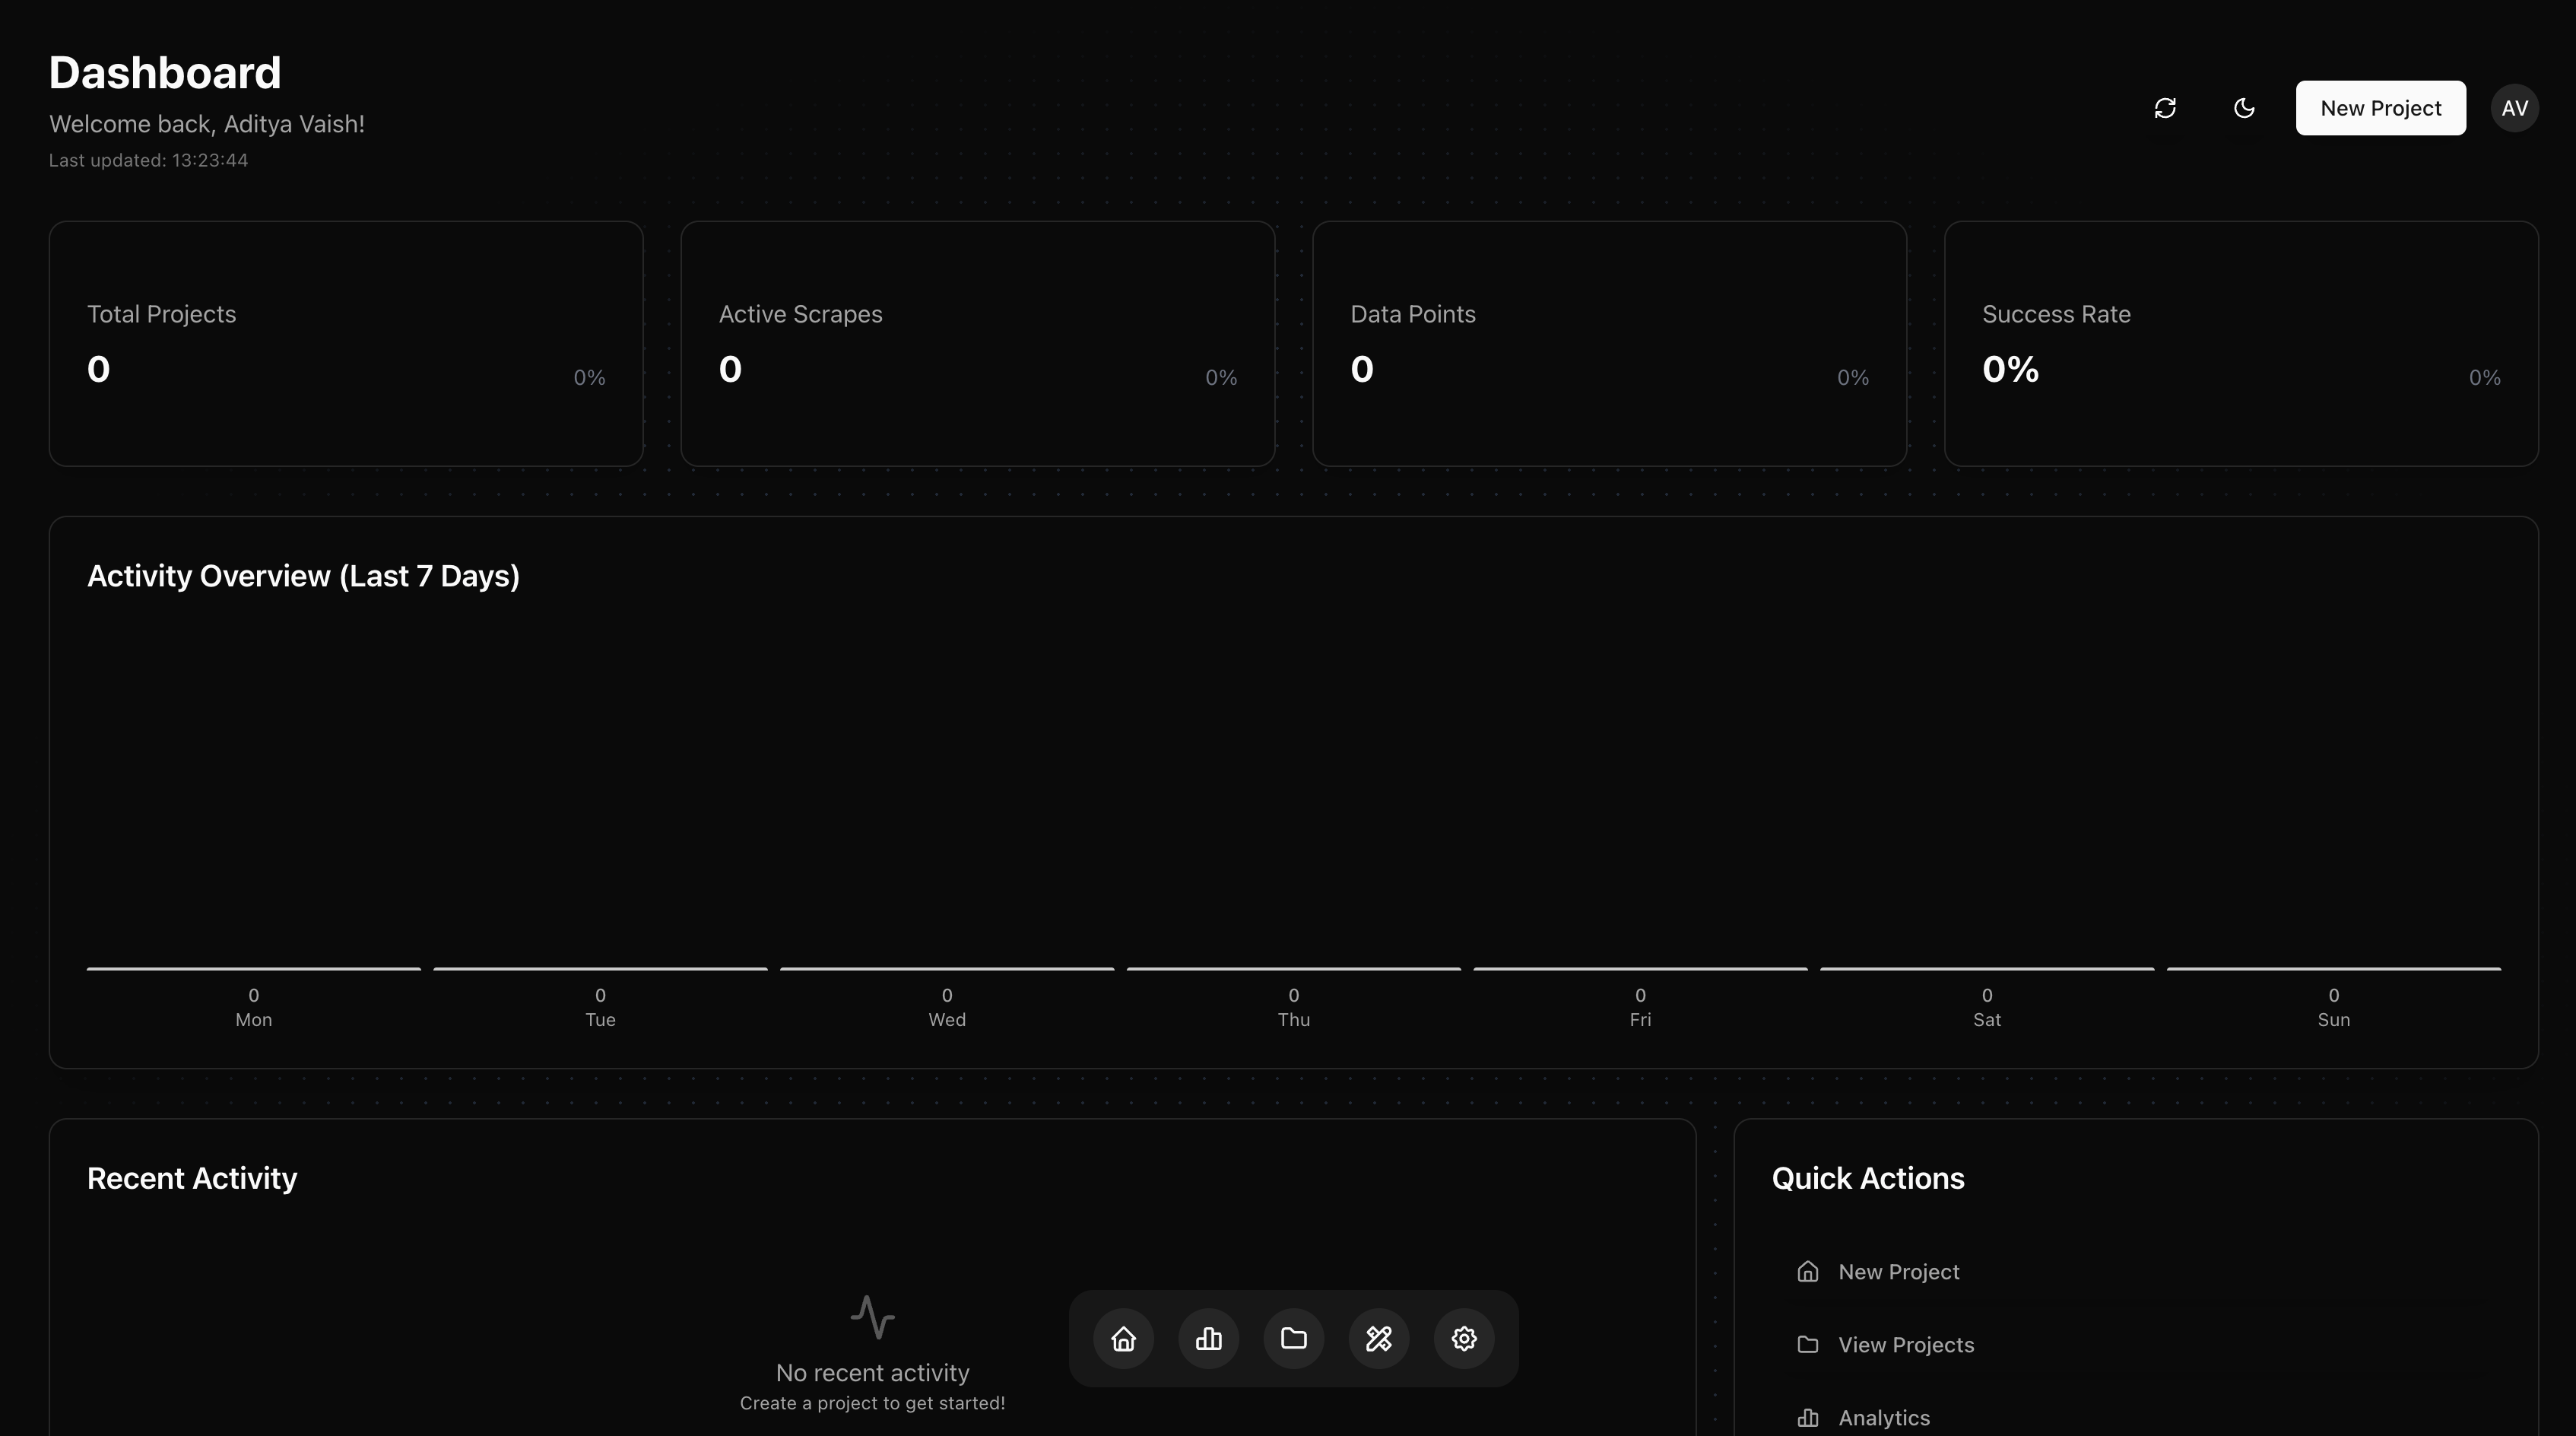 Dashboard
Welcome back, Aditya Vaish!
Last updated: 13:23:44
New Project
AV
Total Projects
0
0%
Active Scrapes
0
0%
Data Points
0
0%
Success Rate
0%
0%
Activity Overview (Last 7 Days)
0
Mon
0
Tue
0
Wed
0
Thu
0
Fri
0
Sat
0
Sun
Recent Activity
No recent activity
Create a project to get started!
Quick Actions
New Project
View Projects
Analytics